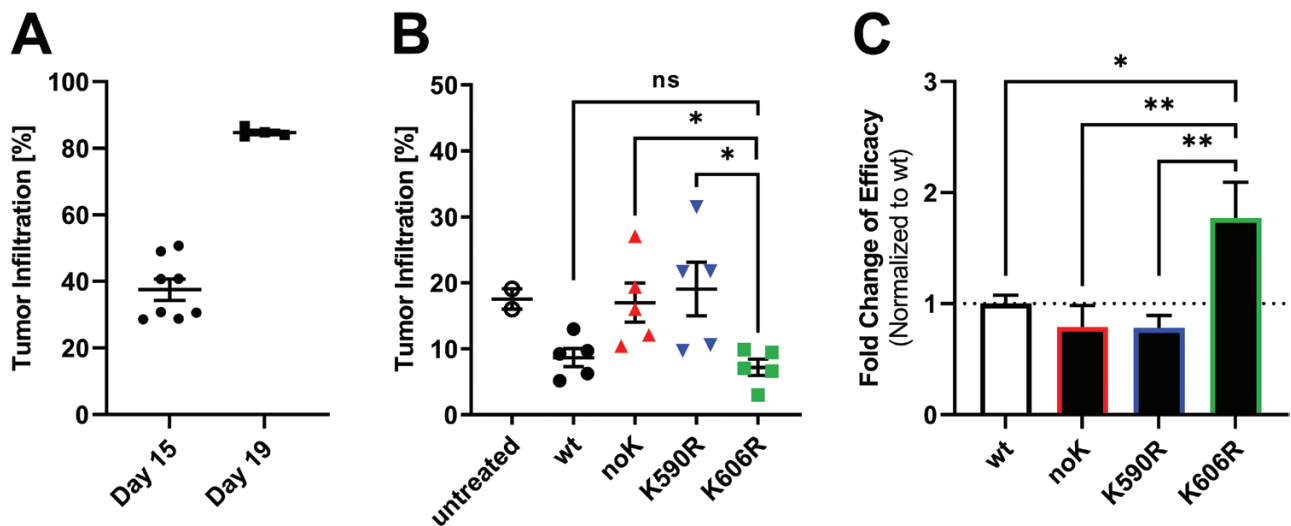 A
Tumor Infiltration [%]
100
80
60
40
20
0
Day 15
Day 19
B
Tumor Infiltration [%]
50
40
30
20
10
0
ns
*
*
untreated
wt
noK
K590R
K606R
C
Fold Change of Efficacy
(Normalized to wt)
3
2
1
0
*
**
**
wt
noK
K590R
K606R